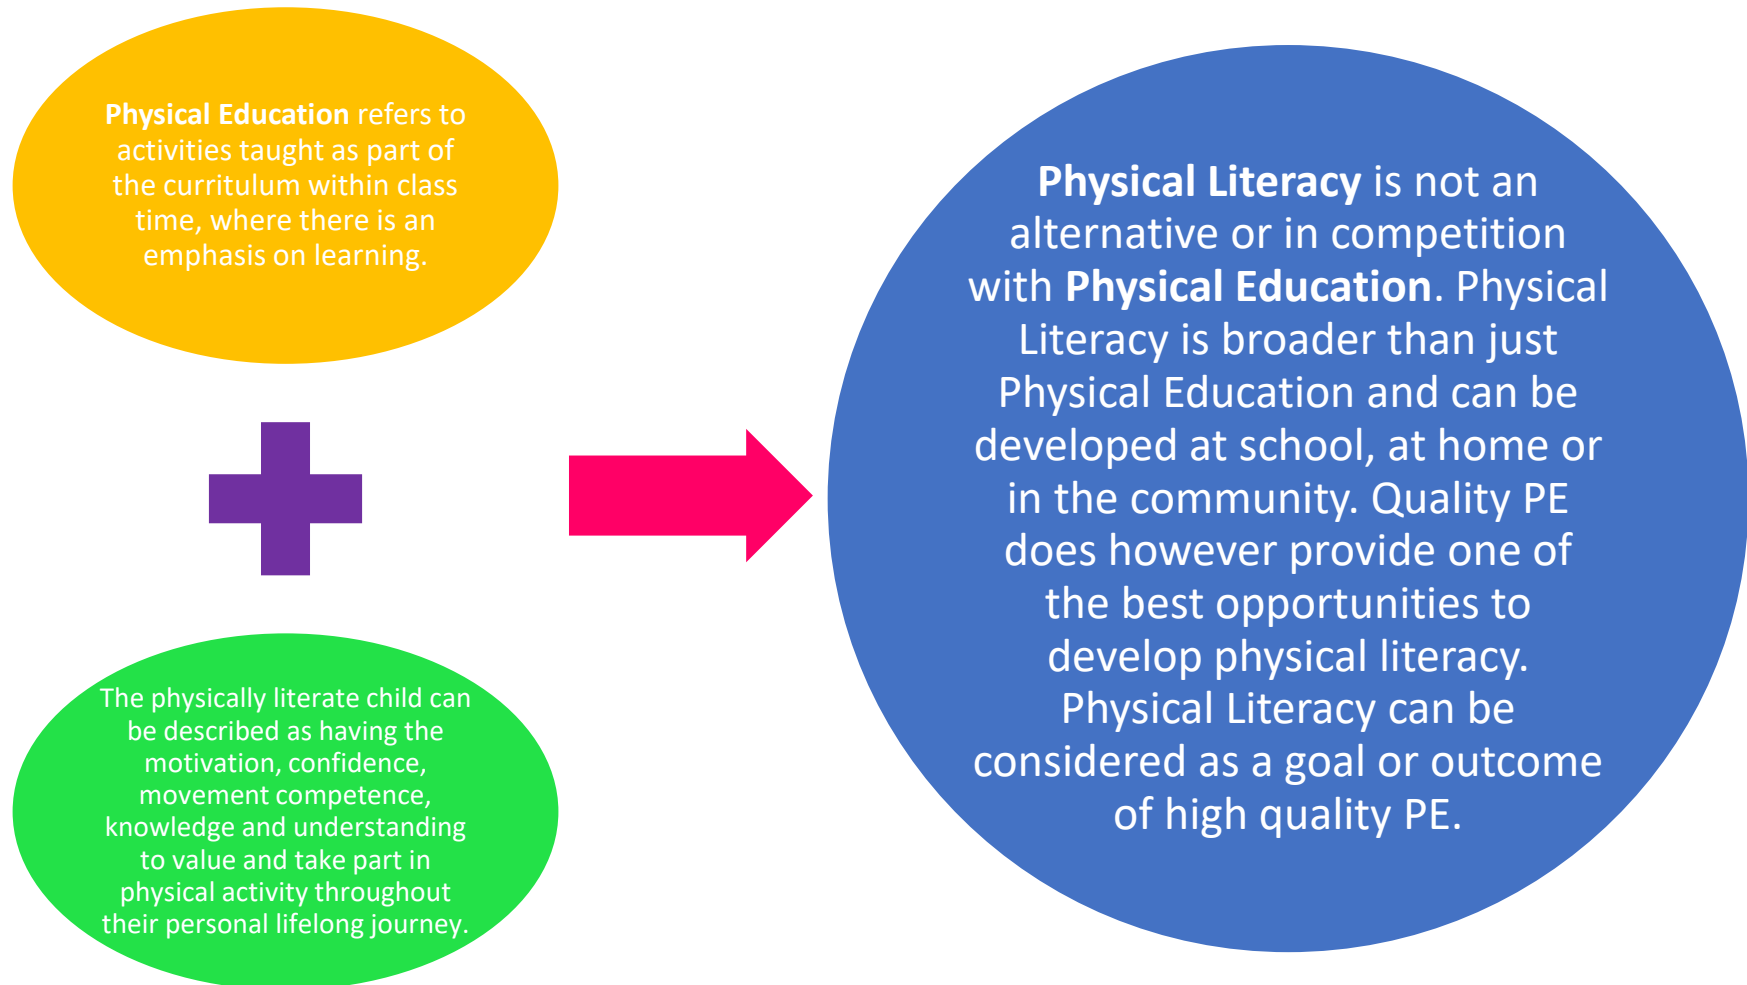 Physical Education refers to
activities taught as part of
the curritulum within class
time, where there is an
emphasis on learning.
The physically literate child can
be described as having the
motivation, confidence,
movement competence,
knowledge and understanding
to value and take part in
physical activity throughout
their personal lifelong journey.
Physical Literacy is not an
alternative or in competition
with Physical Education. Physical
Literacy is broader than just
Physical Education and can be
developed at school, at home or
in the community. Quality PE
does however provide one of
the best opportunities to
develop physical literacy.
Physical Literacy can be
considered as a goal or outcome
of high quality PE.